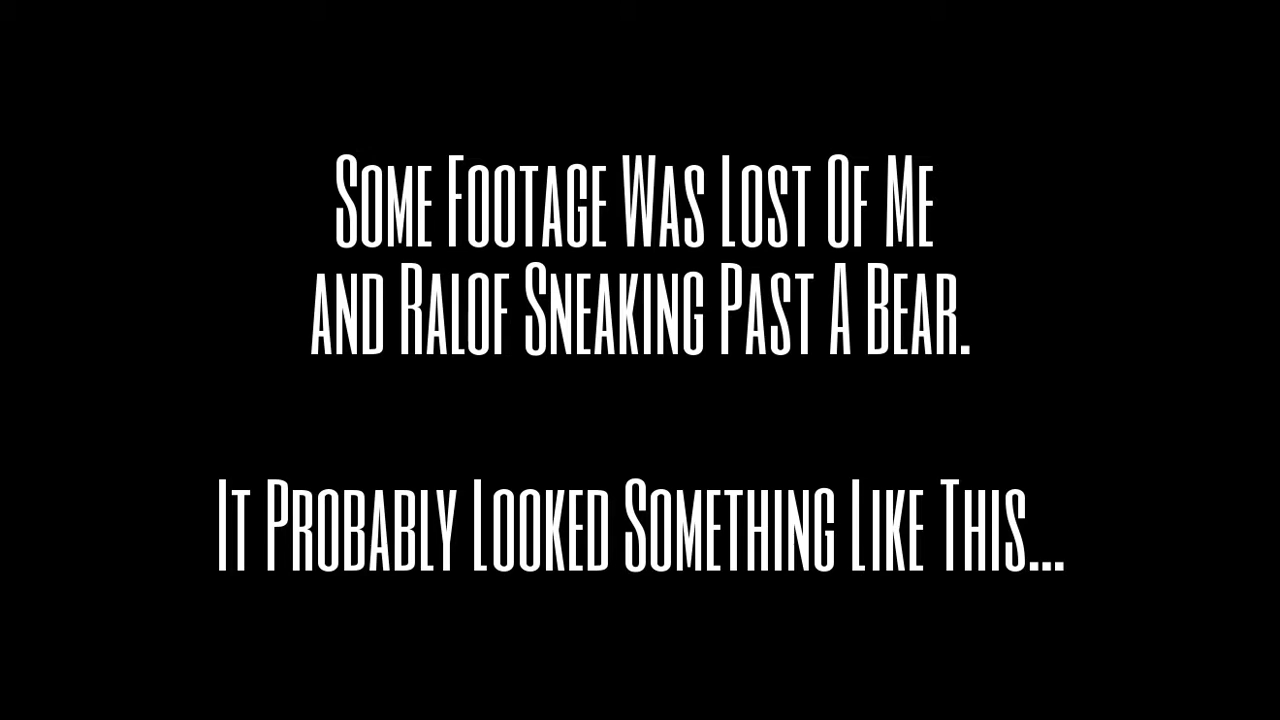 Some Footage Was Lost Of Me
and Ralof Sneaking Past A Bear.
It Probably Looked Something Like This...